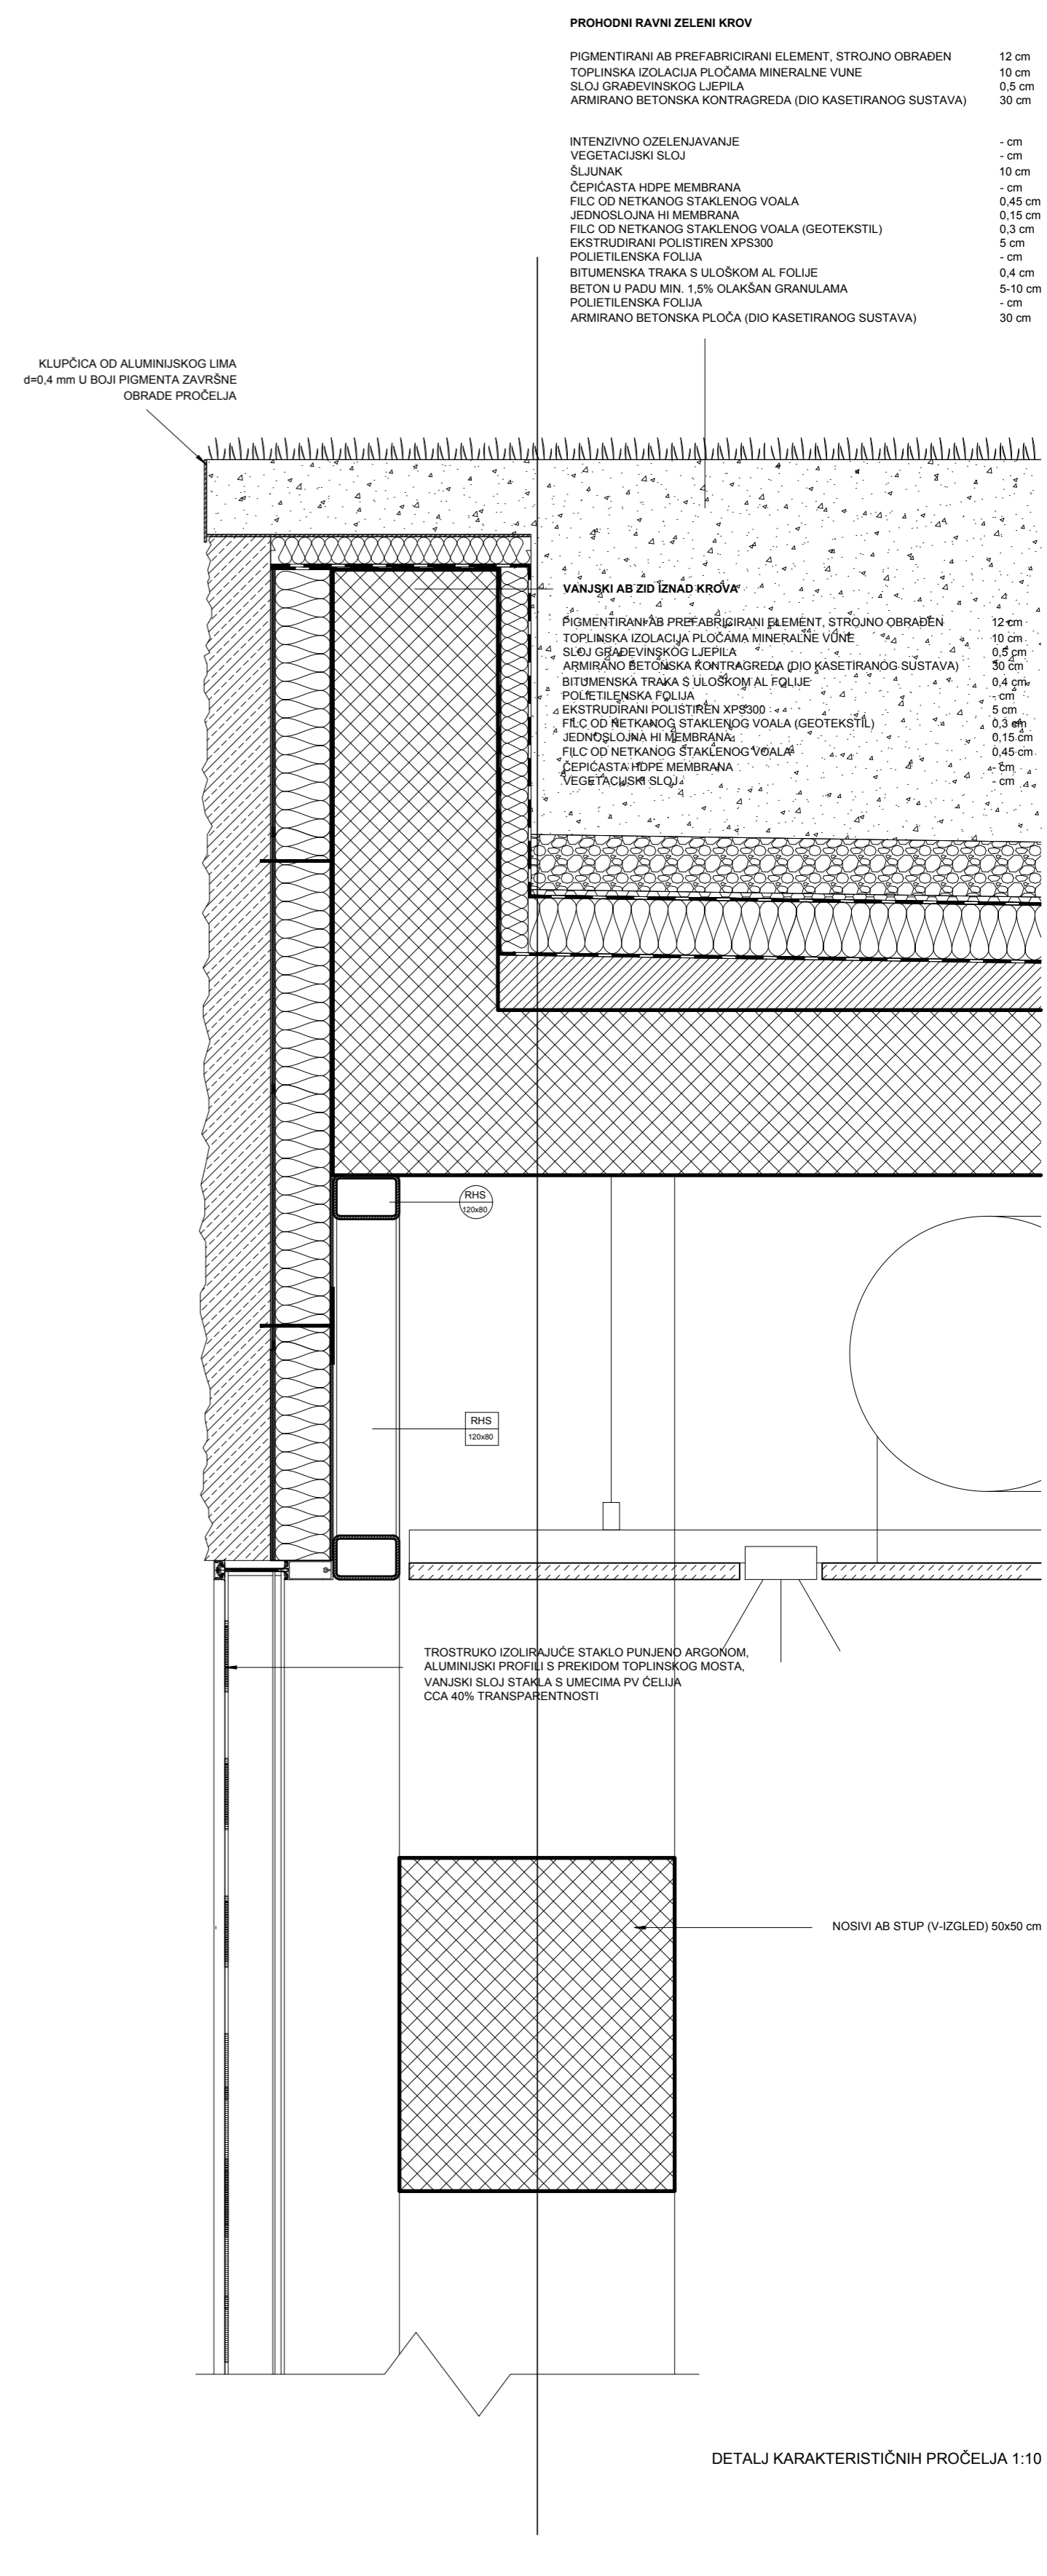 PROHODNI RAVNI ZELENI KROV
PIGMENTIRANI AB PREFABRICIRANI ELEMENT, STROJNO OBRAĐEN 12 cm
TOPLINSKA IZOLACIJA PLOČAMA MINERALNE VUNE 10 cm
SLOJ GRAĐEVINSKOG LJEPILA 0,5 cm
ARMIRANO BETONSKA KONTRAGREDA (DIO KASETIRANOG SUSTAVA) 30 cm
INTENZIVNO OZELENJAVANJE - cm
VEGETACIJSKI SLOJ - cm
ŠLJUNAK 10 cm
ČEPIĆASTA HDPE MEMBRANA - cm
FILC OD NETKANOG STAKLENOG VOALA 0,45 cm
JEDNOSLOJNA HI MEMBRANA 0,15 cm
FILC OD NETKANOG STAKLENOG VOALA (GEOTEKSTIL) 0,3 cm
EKSTRUDIRANI POLISTIREN XPS300 5 cm
POLIETILENSKA FOLIJA - cm
BITUMENSKA TRAKA S ULOŠKOM AL FOLIJE 0,4 cm
BETON U PADU MIN. 1,5% OLAKŠAN GRANULAMA 5-10 cm
POLIETILENSKA FOLIJA - cm
ARMIRANO BETONSKA PLOČA (DIO KASETIRANOG SUSTAVA) 30 cm
KLUPČICA OD ALUMINIJSKOG LIMA
d=0,4 mm U BOJI PIGMENTA ZAVRŠNE
OBRADE PROČELJA
VANJSKI AB ZID IZNAD KROVA
PIGMENTIRANI AB PREFABRICIRANI ELEMENT, STROJNO OBRAĐEN 12 cm
TOPLINSKA IZOLACIJA PLOČAMA MINERALNE VUNE 10 cm
SLOJ GRAĐEVINSKOG LJEPILA 0,5 cm
ARMIRANO BETONSKA KONTRAGREDA (DIO KASETIRANOG SUSTAVA) 30 cm
BITUMENSKA TRAKA S ULOŠKOM AL FOLIJE 0,4 cm
POLIETILENSKA FOLIJA - cm
EKSTRUDIRANI POLISTIREN XPS300 5 cm
FILC OD NETKANOG STAKLENOG VOALA (GEOTEKSTIL) 0,3 cm
JEDNOSLOJNA HI MEMBRANA 0,15 cm
FILC OD NETKANOG STAKLENOG VOALA 0,45 cm
ČEPIĆASTA HDPE MEMBRANA - cm
VEGETACIJSKI SLOJ - cm
RHS
120x80
RHS
120x80
TROSTRUKO IZOLIRAJUĆE STAKLO PUNJENO ARGONOM,
ALUMINIJSKI PROFILI S PREKIDOM TOPLINSKOG MOSTA,
VANJSKI SLOJ STAKLA S UMECIMA PV ĆELIJA
CCA 40% TRANSPARENTNOSTI
NOSIVI AB STUP (V-IZGLED) 50x50 cm
DETALJ KARAKTERISTIČNIH PROČELJA 1:10